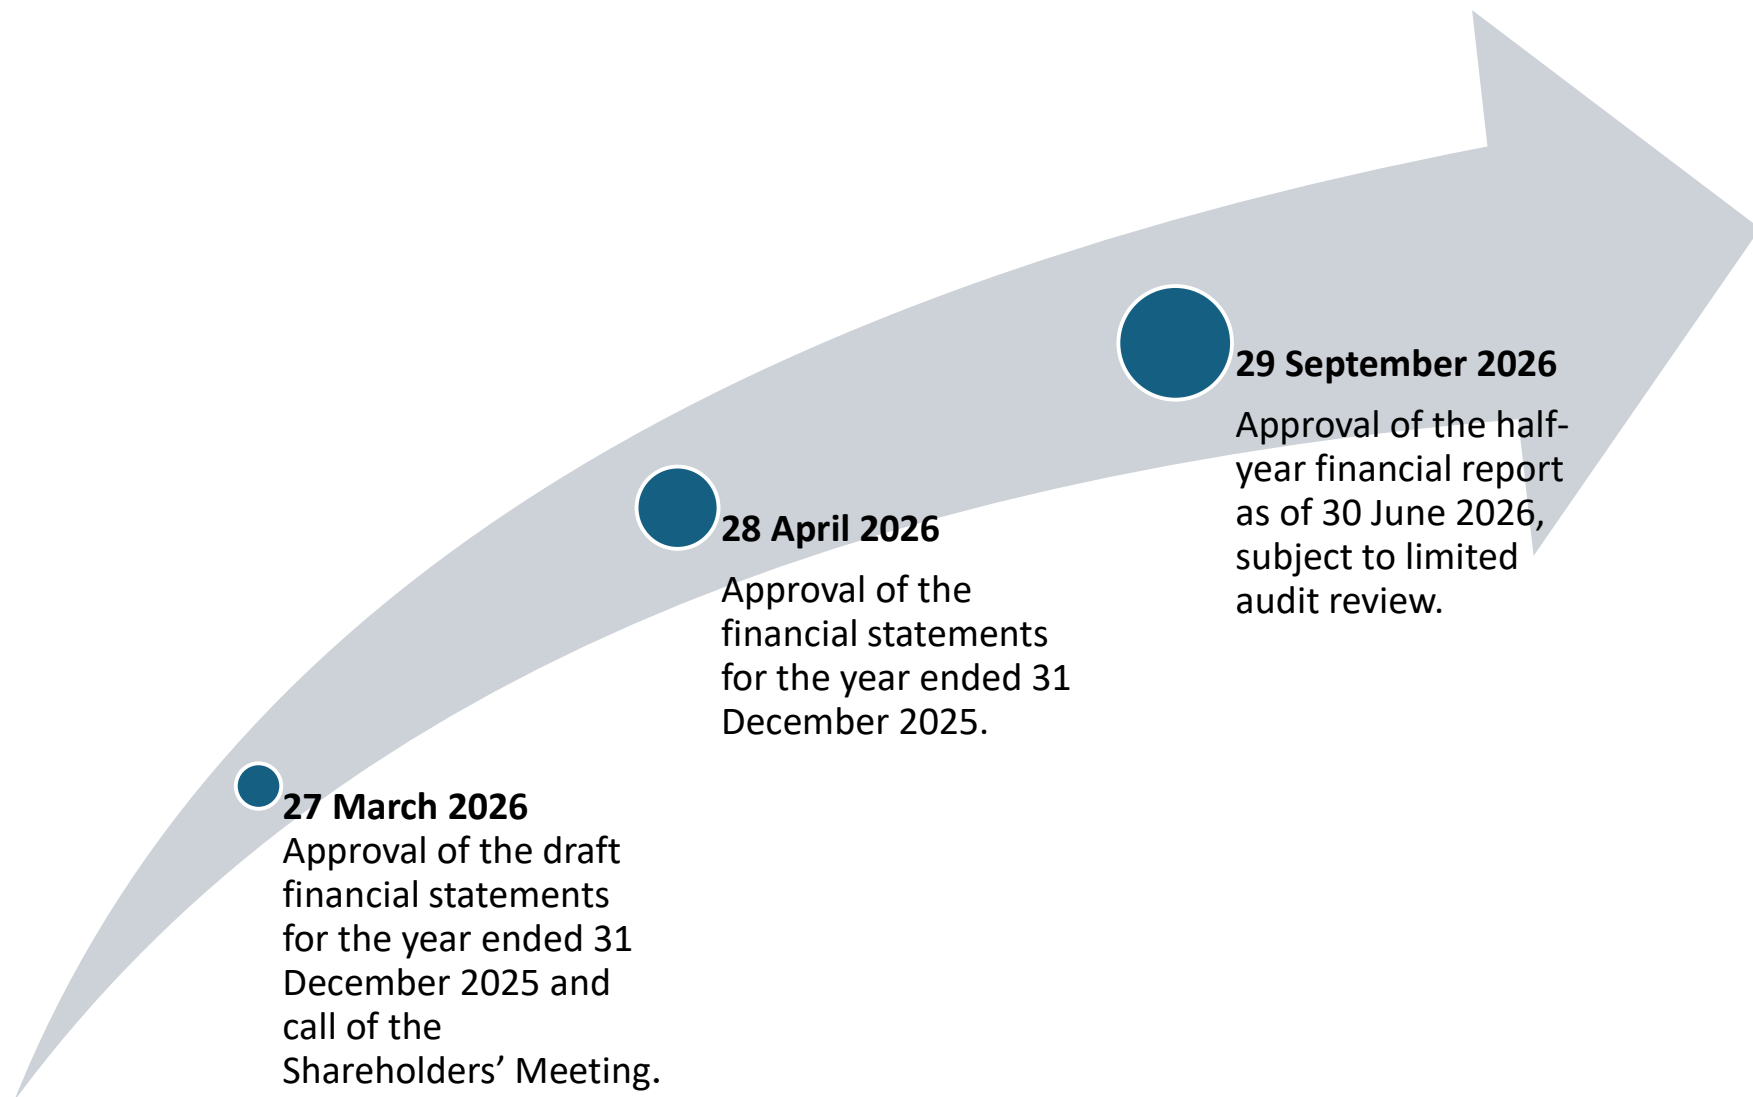 27 March 2026
Approval of the draft
financial statements
for the year ended 31
December 2025 and
call of the
Shareholders’ Meeting.
28 April 2026
Approval of the
financial statements
for the year ended 31
December 2025.
29 September 2026
Approval of the half-
year financial report
as of 30 June 2026,
subject to limited
audit review.